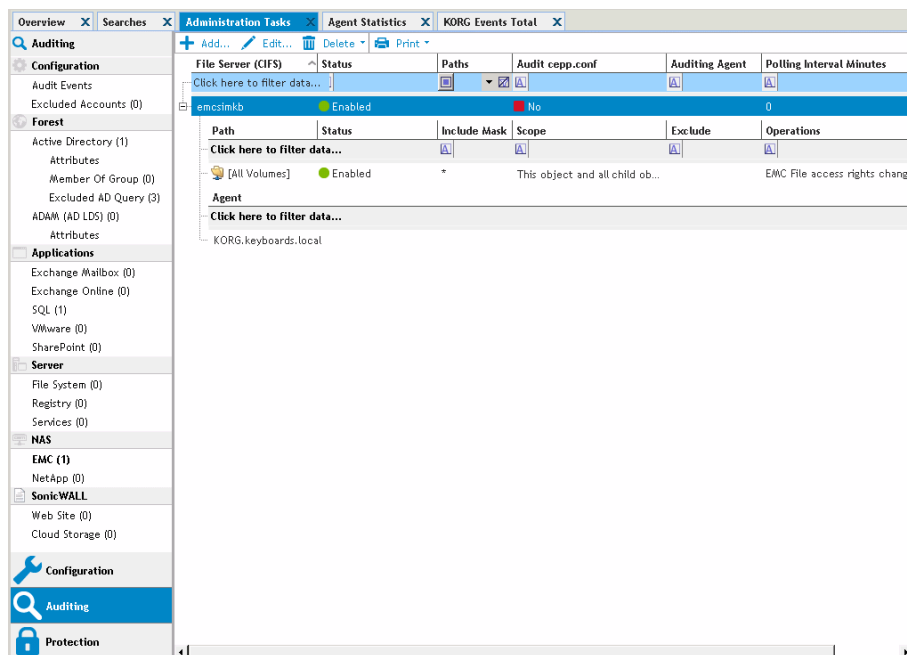 Overview X Searches X Administration Tasks X Agent Statistics X KORG Events Total X
Auditing
Add... Edit... Delete Print
Configuration
Audit Events
Excluded Accounts (0)
Forest
Active Directory (1)
Attributes
Member Of Group (0)
Excluded AD Query (3)
ADAM (AD LDS) (0)
Attributes
Applications
Exchange Mailbox (0)
Exchange Online (0)
SQL (1)
VMware (0)
SharePoint (0)
Server
File System (0)
Registry (0)
Services (0)
NAS
EMC (1)
NetApp (0)
SonicWALL
Web Site (0)
Cloud Storage (0)
Configuration
Auditing
Protection
File Server (CIFS) Status Paths Audit cepp.conf Auditing Agent Polling Interval Minutes
Click here to filter data... A A A
emcsimkb Enabled No 0
Path Status Include Mask Scope Exclude Operations
Click here to filter data... A A A A
[All Volumes] Enabled * This object and all child ob... EMC File access rights chang
Agent
Click here to filter data...
KORG.keyboards.local